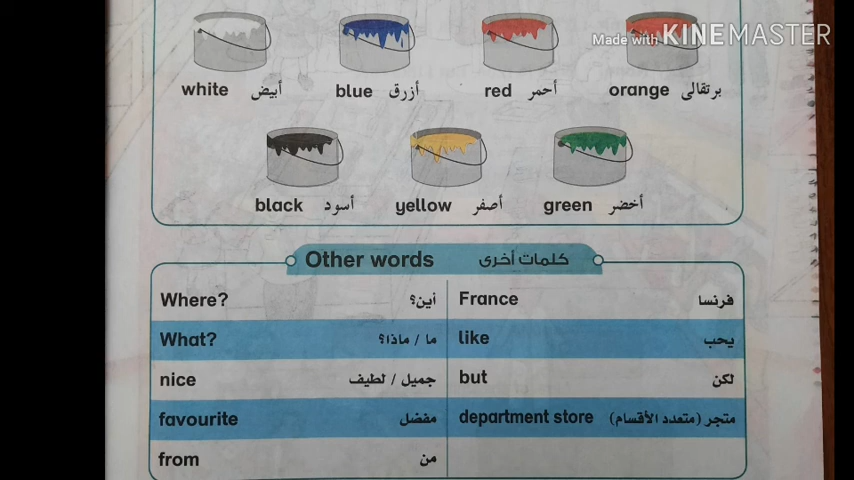 Made with KINEMASTER
white أبيض blue أزرق red أحمر orange برتقالى
black أسود yellow أصفر green أخضر
Other words كلمات أخرى
Where? أين؟ France فرنسا
What? ما / ماذا؟ like يحب
nice جميل / لطيف but لكن
favourite مفضل department store متجر (متعدد الأقسام)
from من